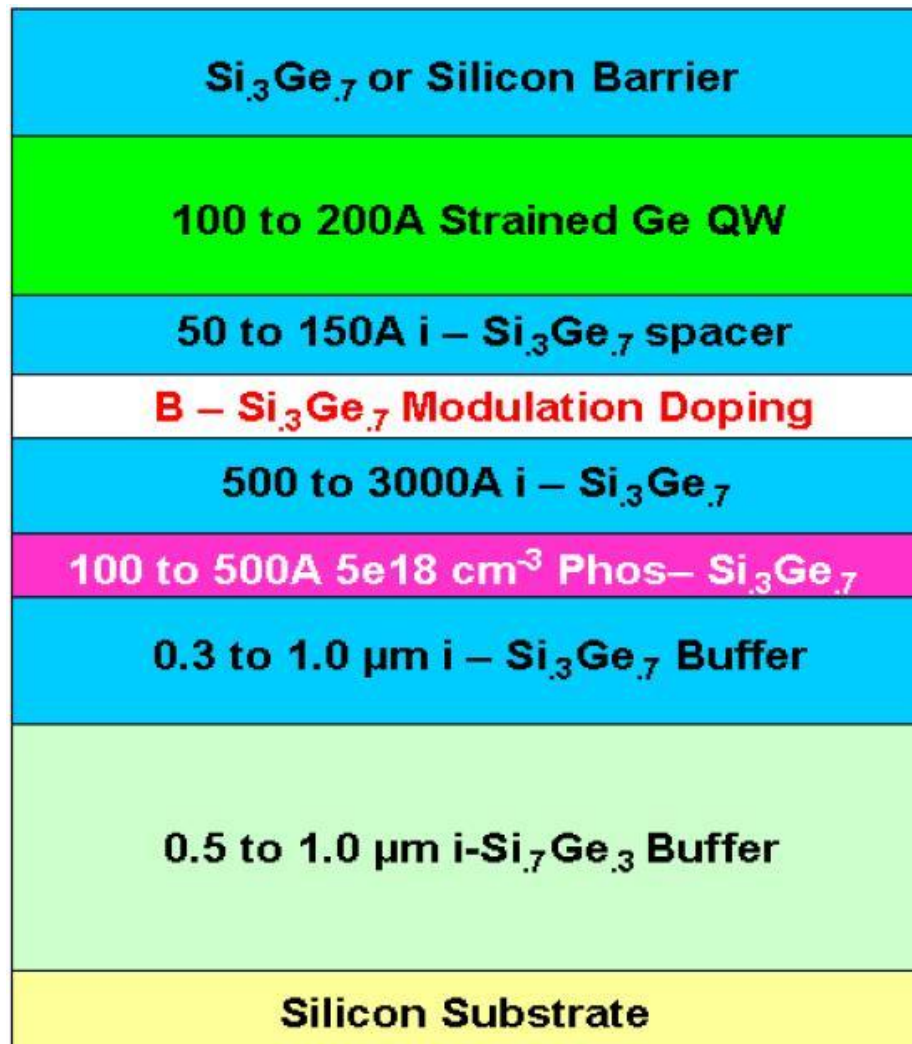 Si.3Ge.7 or Silicon Barrier
100 to 200A Strained Ge QW
50 to 150A i – Si.3Ge.7 spacer
B – Si.3Ge.7 Modulation Doping
500 to 3000A i – Si.3Ge.7
100 to 500A 5e18 cm-3 Phos– Si.3Ge.7
0.3 to 1.0 µm i – Si.3Ge.7 Buffer
0.5 to 1.0 µm i-Si.7Ge.3 Buffer
Silicon Substrate